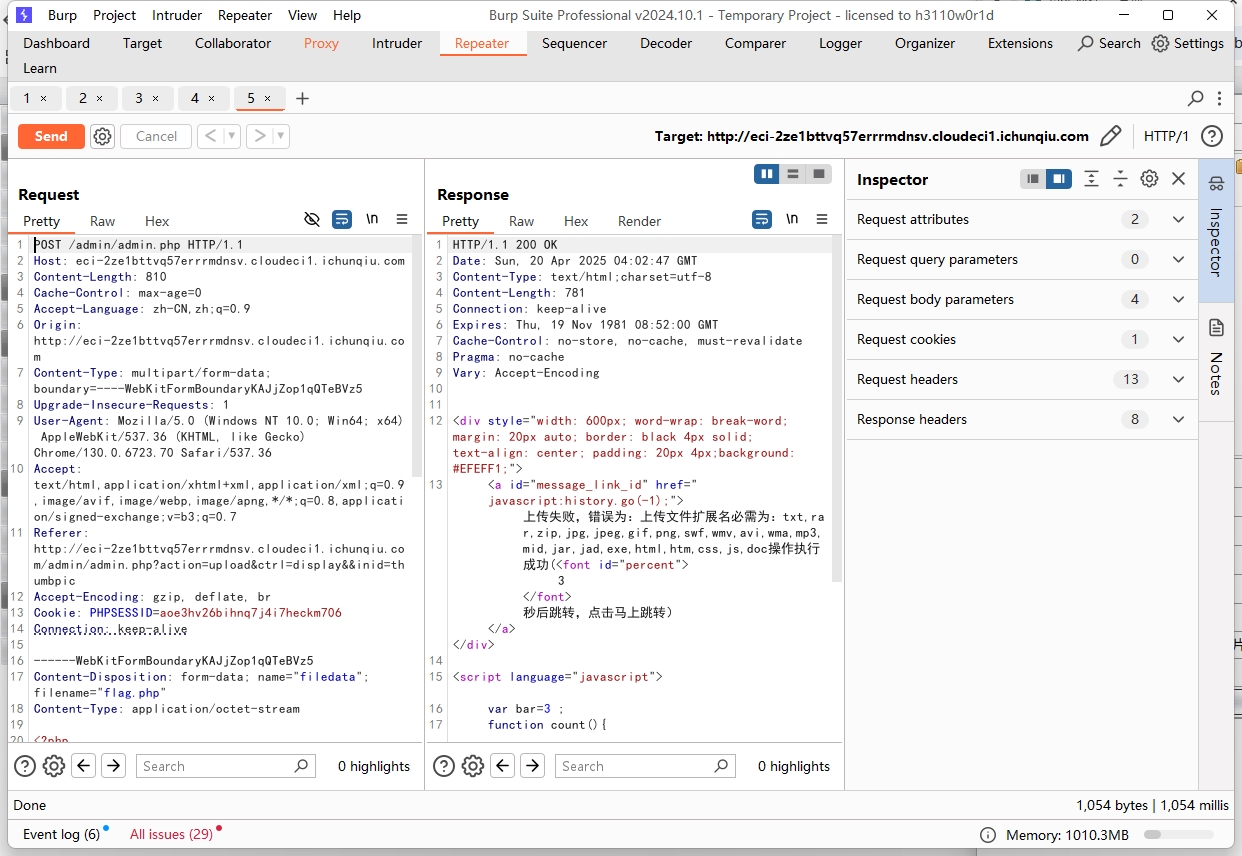 Burp Project Intruder Repeater View Help Burp Suite Professional v2024.10.1 - Temporary Project - licensed to h3110w0r1d
Dashboard Target Collaborator Proxy Intruder Repeater Sequencer Decoder Comparer Logger Organizer Extensions Search Settings
Learn
1 × 2 × 3 × 4 × 5 × +
Send Cancel < > Target: http://eci-2ze1bttvq57errrmdnsv.cloudeci1.ichunqiu.com HTTP/1
Request
Pretty Raw Hex \n
1 POST /admin/admin.php HTTP/1.1
2 Host: eci-2ze1bttvq57errrmdnsv.cloudeci1.ichunqiu.com
3 Content-Length: 810
4 Cache-Control: max-age=0
5 Accept-Language: zh-CN,zh;q=0.9
6 Origin:
http://eci-2ze1bttvq57errrmdnsv.cloudeci1.ichunqiu.co
m
7 Content-Type: multipart/form-data;
boundary=----WebKitFormBoundaryKAJjZop1qQTeBVz5
8 Upgrade-Insecure-Requests: 1
9 User-Agent: Mozilla/5.0 (Windows NT 10.0; Win64; x64)
AppleWebKit/537.36 (KHTML, like Gecko)
Chrome/130.0.6723.70 Safari/537.36
10 Accept:
text/html,application/xhtml+xml,application/xml;q=0.9
,image/avif,image/webp,image/apng,*/*;q=0.8,applicati
on/signed-exchange;v=b3;q=0.7
11 Referer:
http://eci-2ze1bttvq57errrmdnsv.cloudeci1.ichunqiu.co
m/admin/admin.php?action=upload&ctrl=display&&inid=th
umbpic
12 Accept-Encoding: gzip, deflate, br
13 Cookie: PHPSESSID=aoe3hv26bihnq7j4i7heckm706
14 Connection: keep-alive
15
16 ------WebKitFormBoundaryKAJjZop1qQTeBVz5
17 Content-Disposition: form-data; name="filedata";
filename="flag.php"
18 Content-Type: application/octet-stream
19
20 <?php
Search 0 highlights
Response
Pretty Raw Hex Render \n
1 HTTP/1.1 200 OK
2 Date: Sun, 20 Apr 2025 04:02:47 GMT
3 Content-Type: text/html;charset=utf-8
4 Content-Length: 781
5 Connection: keep-alive
6 Expires: Thu, 19 Nov 1981 08:52:00 GMT
7 Cache-Control: no-store, no-cache, must-revalidate
8 Pragma: no-cache
9 Vary: Accept-Encoding
10
11
12 <div style="width: 600px; word-wrap: break-word;
margin: 20px auto; border: black 4px solid;
text-align: center; padding: 20px 4px;background:
#EFEFF1;">
13 <a id="message_link_id" href="
javascript:history.go(-1);">
上传失败，错误为：上传文件扩展名必需为：txt,ra
r,zip,jpg,jpeg,gif,png,swf,wmv,avi,wma,mp3,
mid,jar,jad,exe,html,htm,css,js,doc操作执行
成功(<font id="percent">
3
</font>
秒后跳转，点击马上跳转）
</a>
</div>
14
15 <script language="javascript">
16 var bar=3 ;
17 function count(){
Search 0 highlights
Inspector
Request attributes 2
Request query parameters 0
Request body parameters 4
Request cookies 1
Request headers 13
Response headers 8
Inspector
Notes
Done 1,054 bytes | 1,054 millis
Event log (6) All issues (29) Memory: 1010.3MB